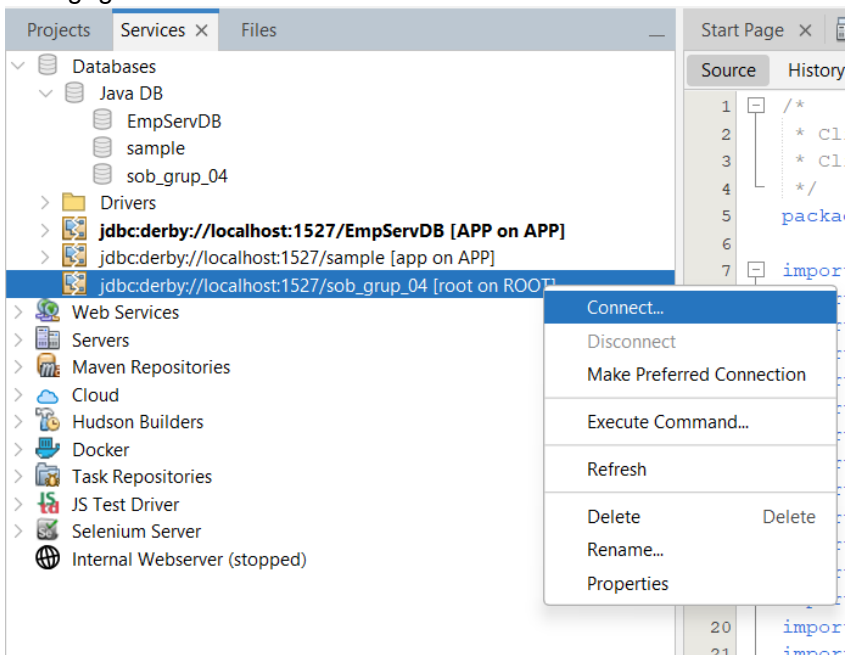 Projects Services × Files
Databases
Java DB
EmpServDB
sample
sob_grup_04
Drivers
jdbc:derby://localhost:1527/EmpServDB [APP on APP]
jdbc:derby://localhost:1527/sample [app on APP]
jdbc:derby://localhost:1527/sob_grup_04 [root on ROOT]
Web Services
Servers
Maven Repositories
Cloud
Hudson Builders
Docker
Task Repositories
JS Test Driver
Selenium Server
Internal Webserver (stopped)
Connect...
Disconnect
Make Preferred Connection
Execute Command...
Refresh
Delete Delete
Rename...
Properties
Start Page ×
Source History
1 /*
2 * Cl
3 * Cl
4 */
5 packa
6
7 impor
20 impor
21 impor